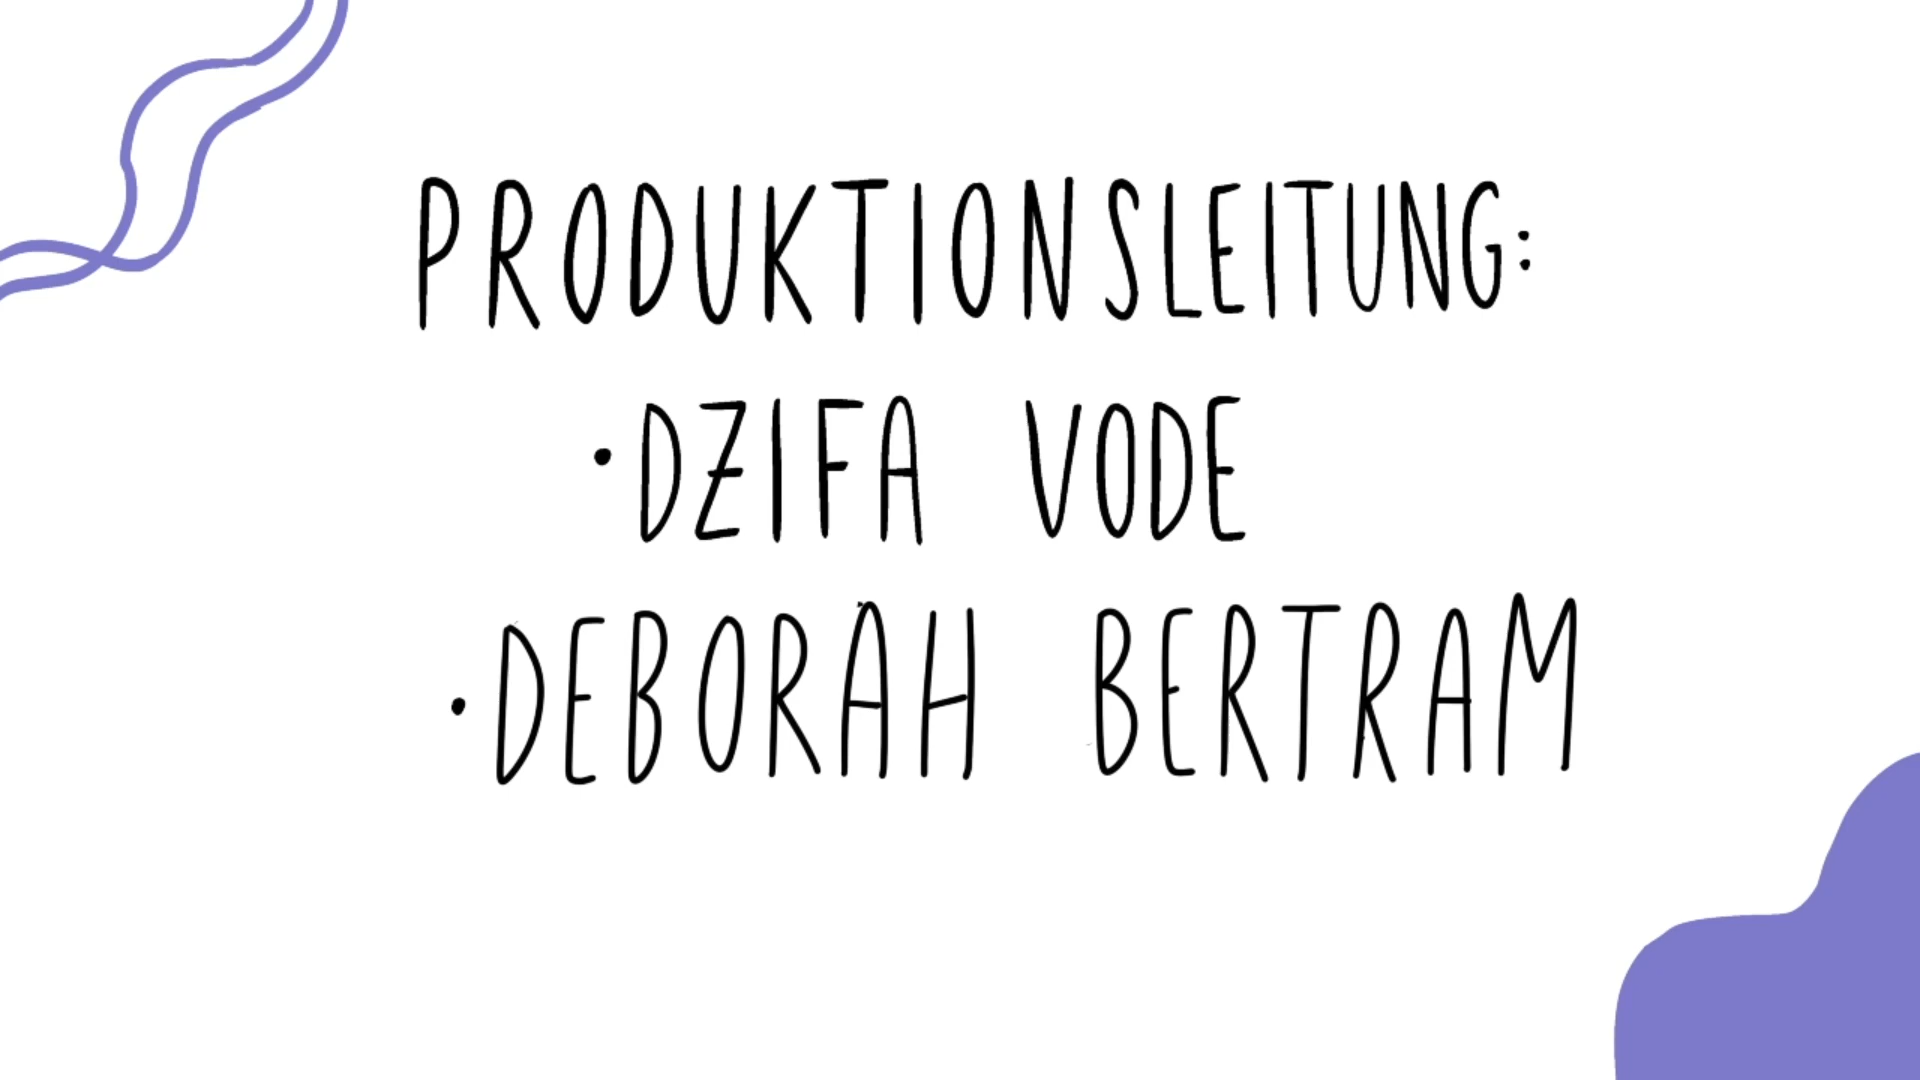 PRODUKTIONSLEITUNG:
• DZIFA VODE
• DEBORAH BERTRAM